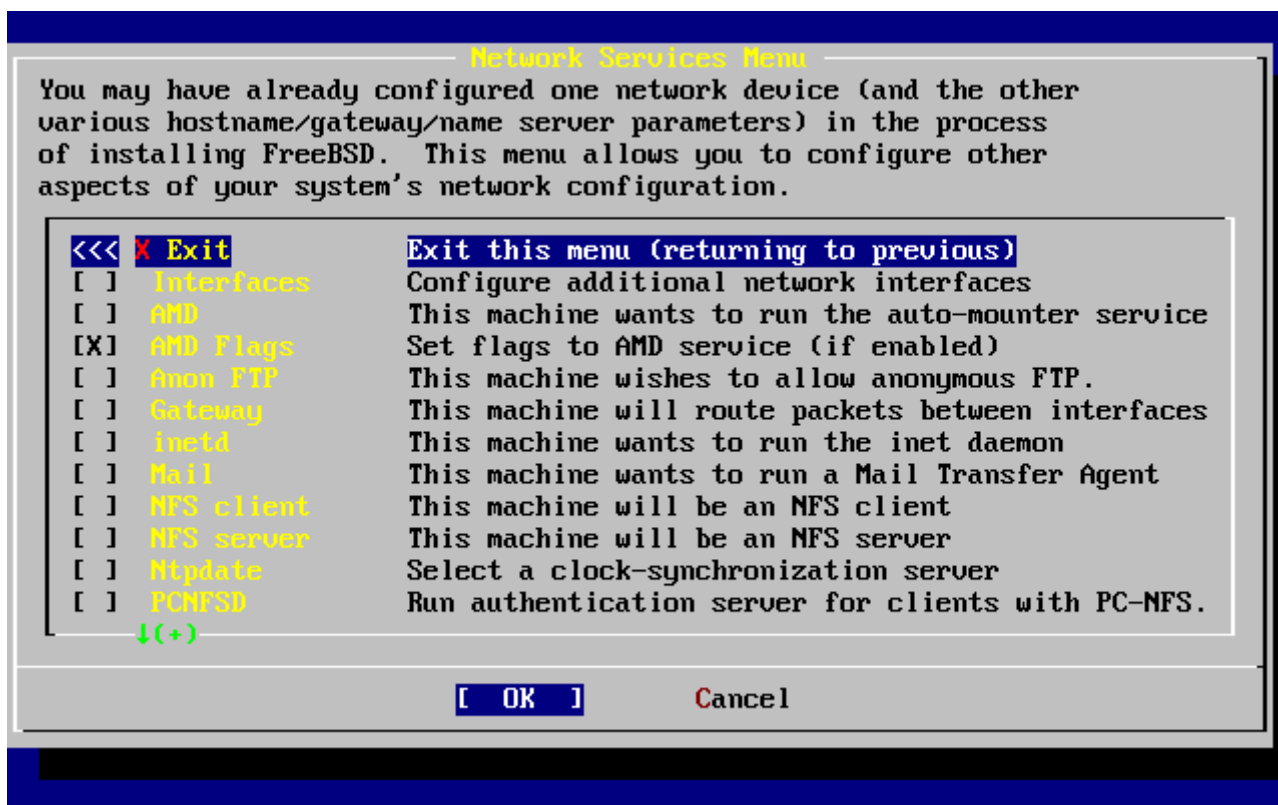 Network Services Menu
You may have already configured one network device (and the other
various hostname/gateway/name server parameters) in the process
of installing FreeBSD.  This menu allows you to configure other
aspects of your system's network configuration.
<<< X Exit Exit this menu (returning to previous)
[ ] Interfaces Configure additional network interfaces
[ ] AMD This machine wants to run the auto-mounter service
[X] AMD Flags Set flags to AMD service (if enabled)
[ ] Anon FTP This machine wishes to allow anonymous FTP.
[ ] Gateway This machine will route packets between interfaces
[ ] inetd This machine wants to run the inet daemon
[ ] Mail This machine wants to run a Mail Transfer Agent
[ ] NFS client This machine will be an NFS client
[ ] NFS server This machine will be an NFS server
[ ] Ntpdate Select a clock-synchronization server
[ ] PCNFSD Run authentication server for clients with PC-NFS.
↓(+)
[ OK ] Cancel